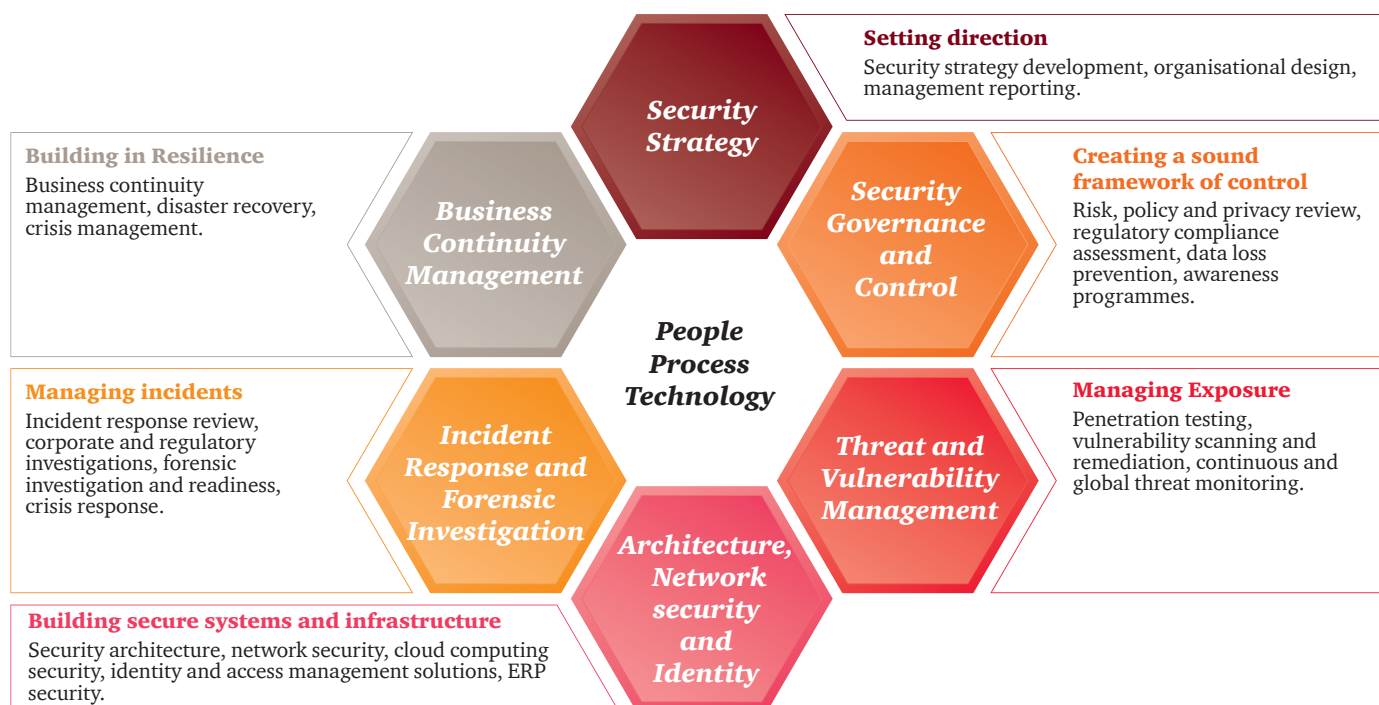 Security
Strategy
Setting direction
Security strategy development, organisational design,
management reporting.
Security
Governance
and
Control
Creating a sound
framework of control
Risk, policy and privacy review,
regulatory compliance
assessment, data loss
prevention, awareness
programmes.
Threat and
Vulnerability
Management
Managing Exposure
Penetration testing,
vulnerability scanning and
remediation, continuous and
global threat monitoring.
Architecture,
Network
security
and
Identity
Building secure systems and infrastructure
Security architecture, network security, cloud computing
security, identity and access management solutions, ERP
security.
Incident
Response and
Forensic
Investigation
Managing incidents
Incident response review,
corporate and regulatory
investigations, forensic
investigation and readiness,
crisis response.
Business
Continuity
Management
Building in Resilience
Business continuity
management, disaster recovery,
crisis management.
People
Process
Technology